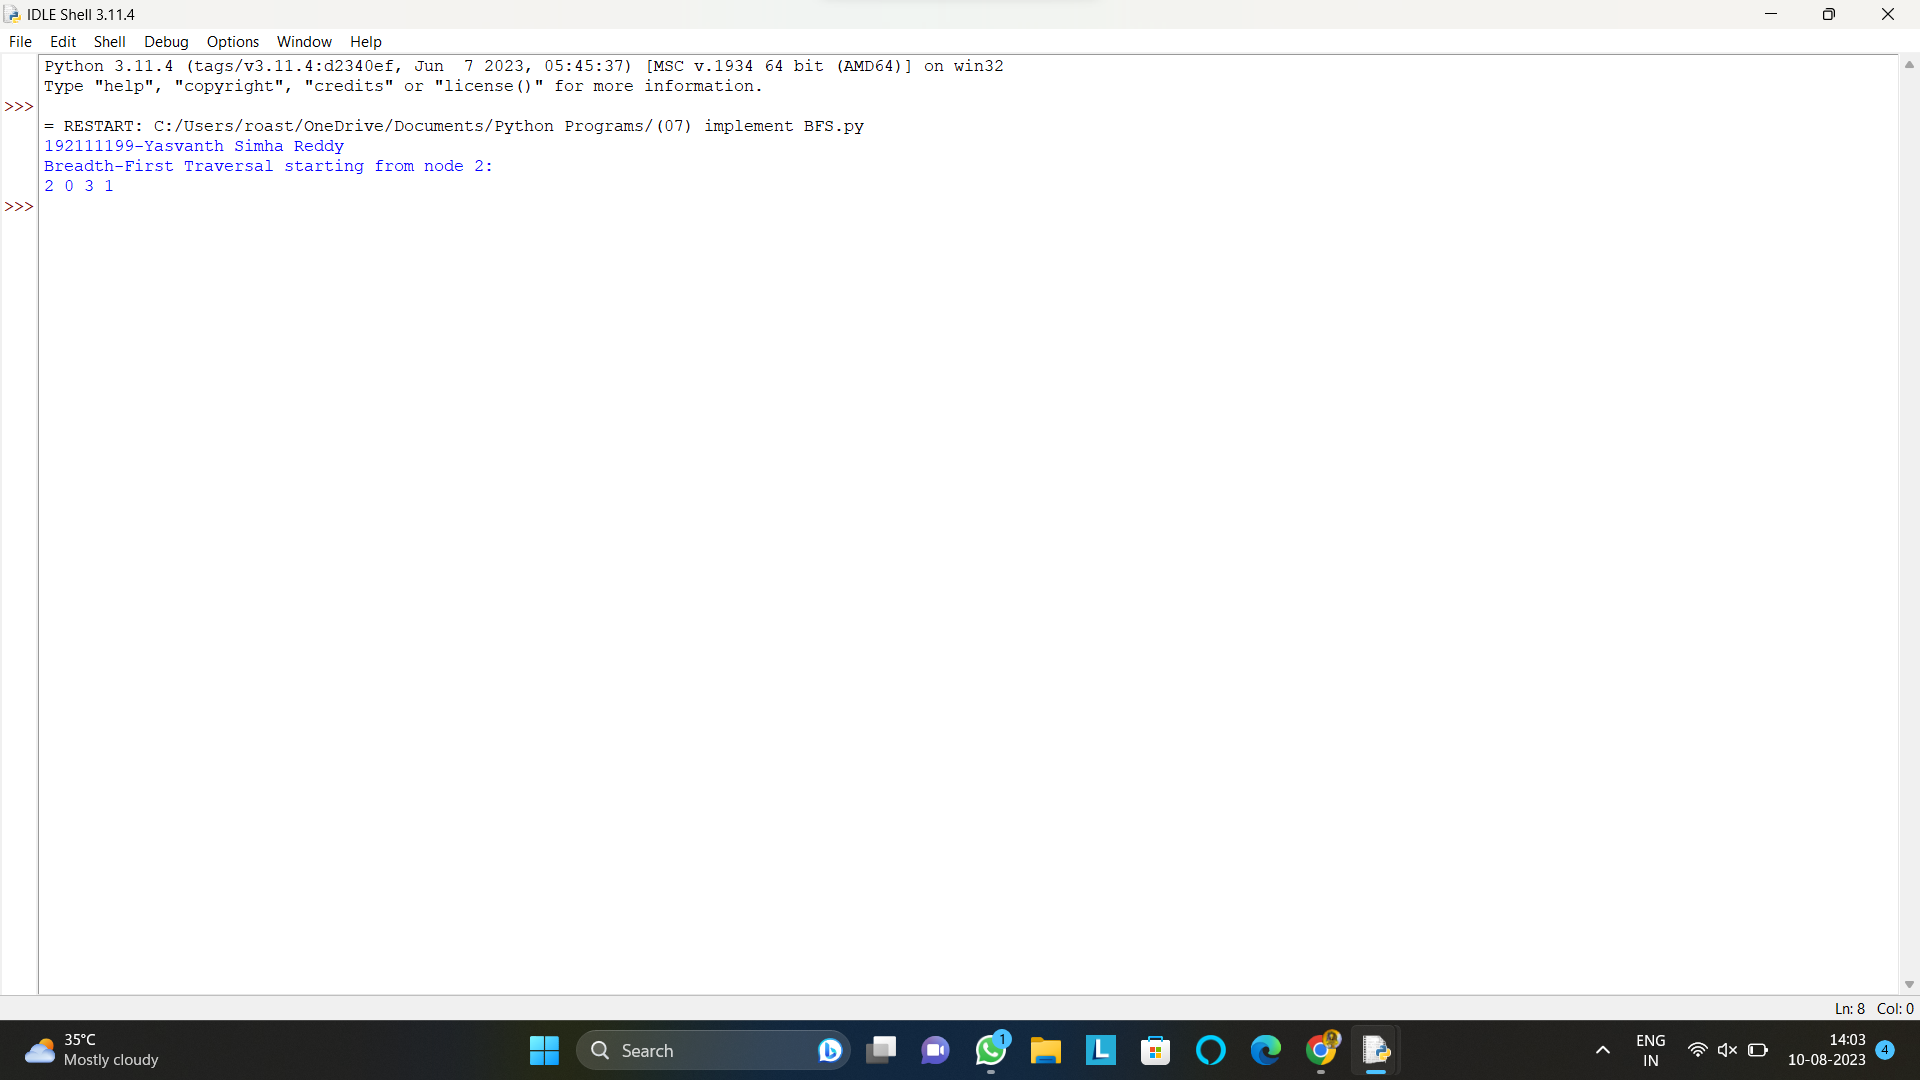 IDLE Shell 3.11.4
File Edit Shell Debug Options Window Help
Python 3.11.4 (tags/v3.11.4:d2340ef, Jun  7 2023, 05:45:37) [MSC v.1934 64 bit (AMD64)] on win32
Type "help", "copyright", "credits" or "license()" for more information.
>>>
= RESTART: C:/Users/roast/OneDrive/Documents/Python Programs/(07) implement BFS.py
192111199-Yasvanth Simha Reddy
Breadth-First Traversal starting from node 2:
2 0 3 1
>>>
Ln: 8 Col: 0
35°C
Mostly cloudy
Search
1
L
ENG
IN
14:03
10-08-2023
4